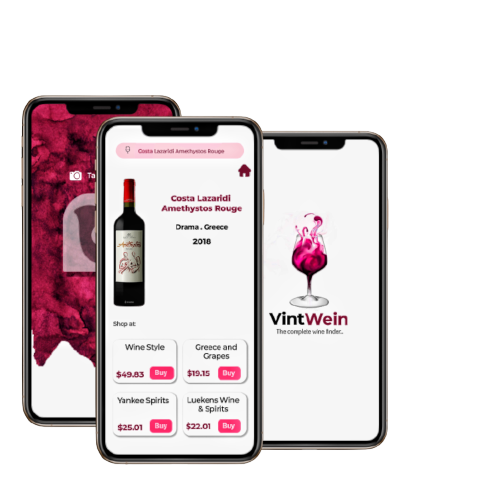 Ta
Costa Lazaridi Amethystos Rouge
Costa Lazaridi
Amethystos Rouge
Drama . Greece
2018
Amethystos
Shop at:
Wine Style
$49.83 Buy
Greece and
Grapes
$19.15 Buy
Yankee Spirits
$25.01 Buy
Luekens Wine
& Spirits
$22.01 Buy
VintWein
The complete wine finder..